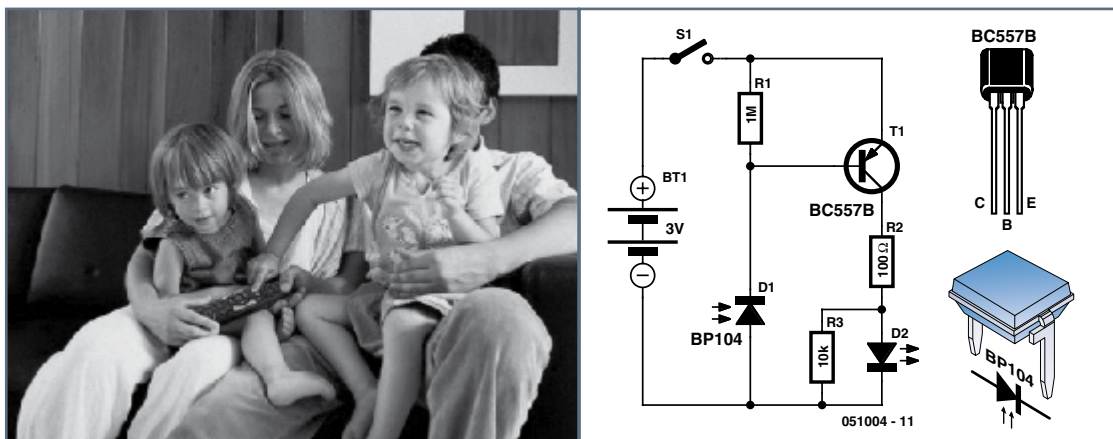 S1
BC557B
R1
1M
T1
BT1
BC557B
C
E
B
R2
3V
100Ω
D1
R3
D2
BP104
10k
BP104
051004 - 11